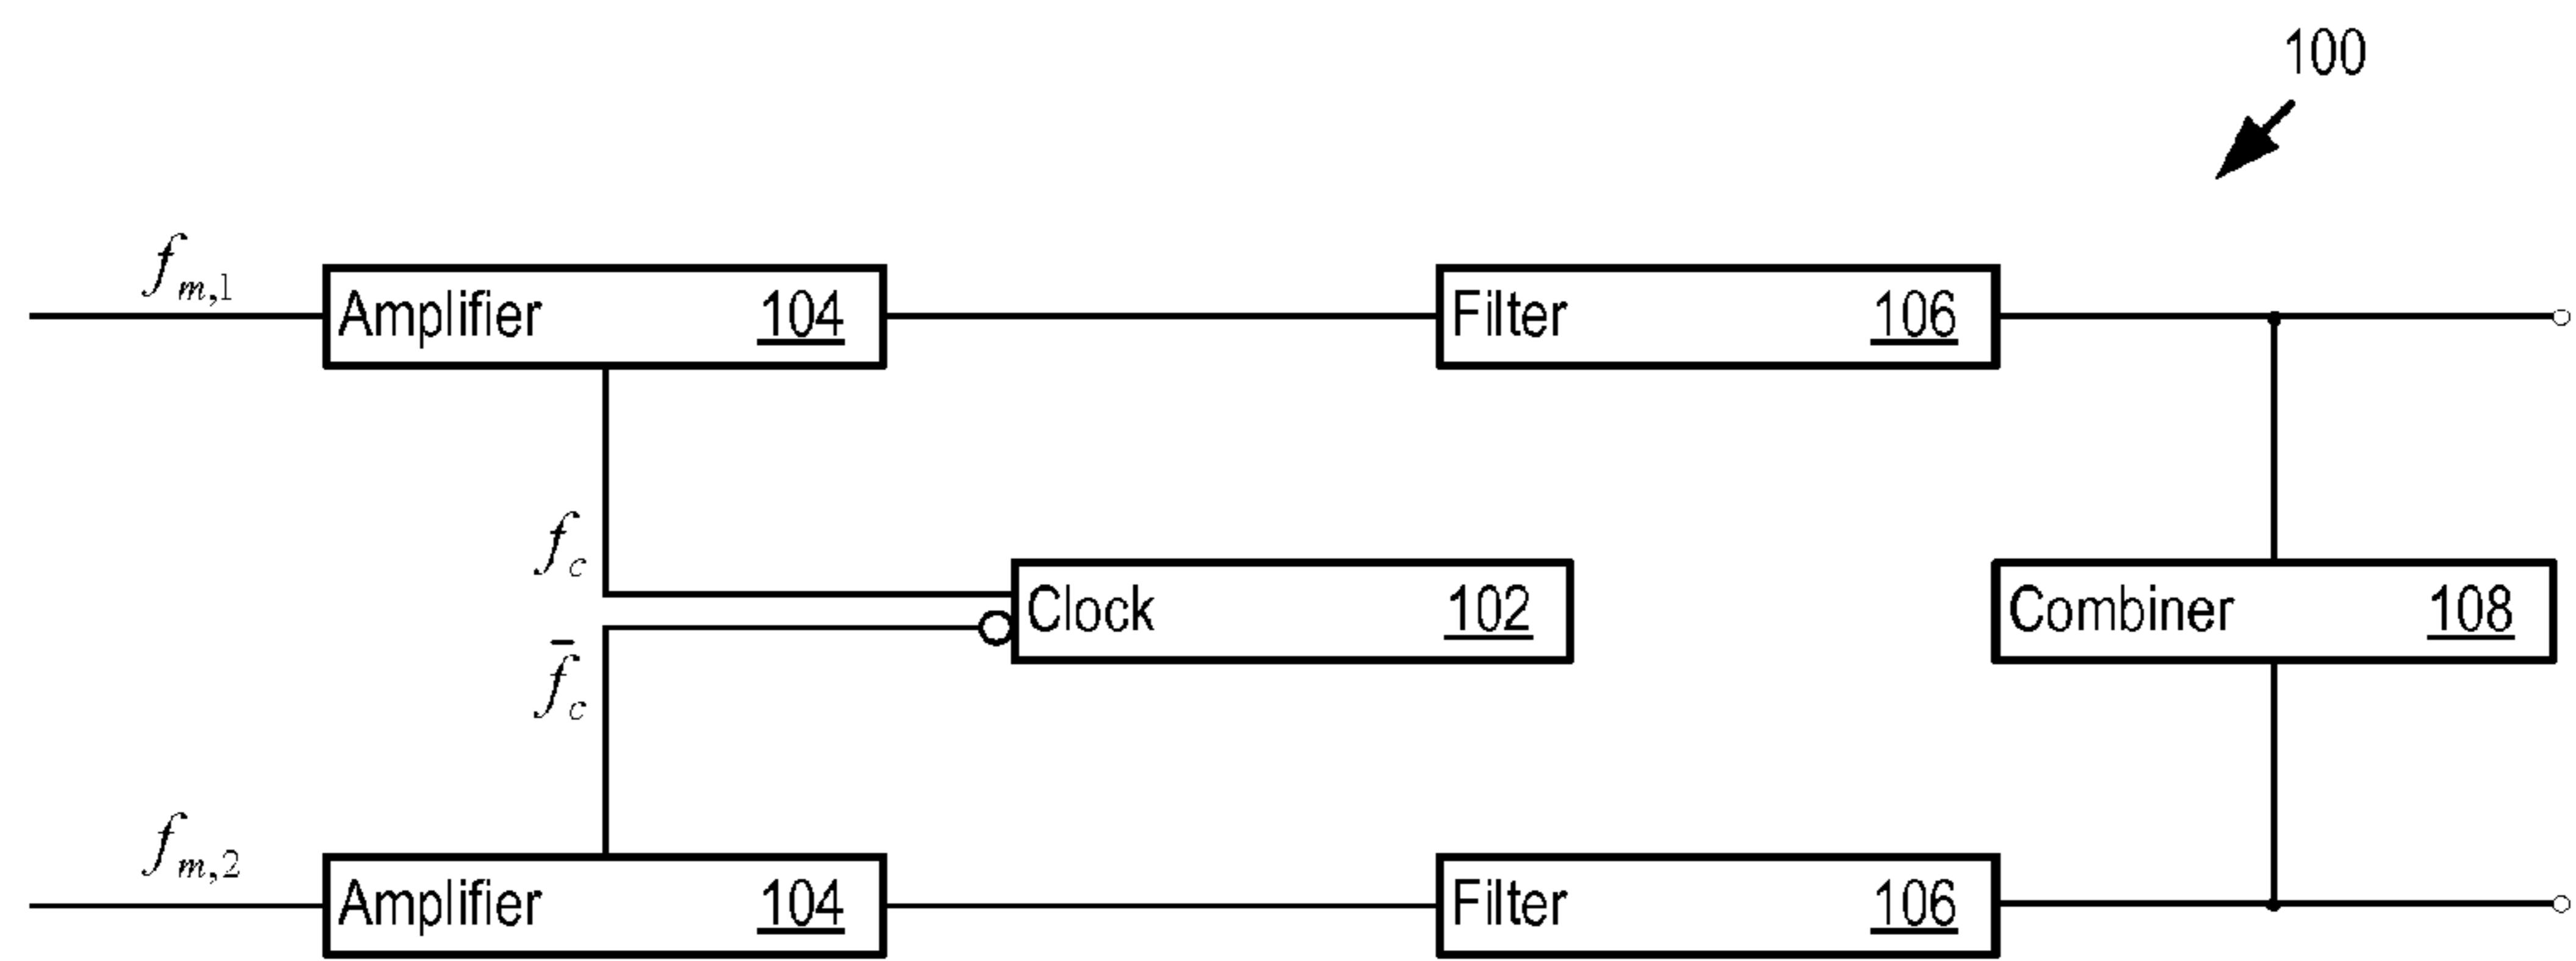 100
f_{m,1}
Amplifier 104
Filter 106
f_c
Clock 102
Combiner 108
\bar{f}_c
f_{m,2}
Amplifier 104
Filter 106